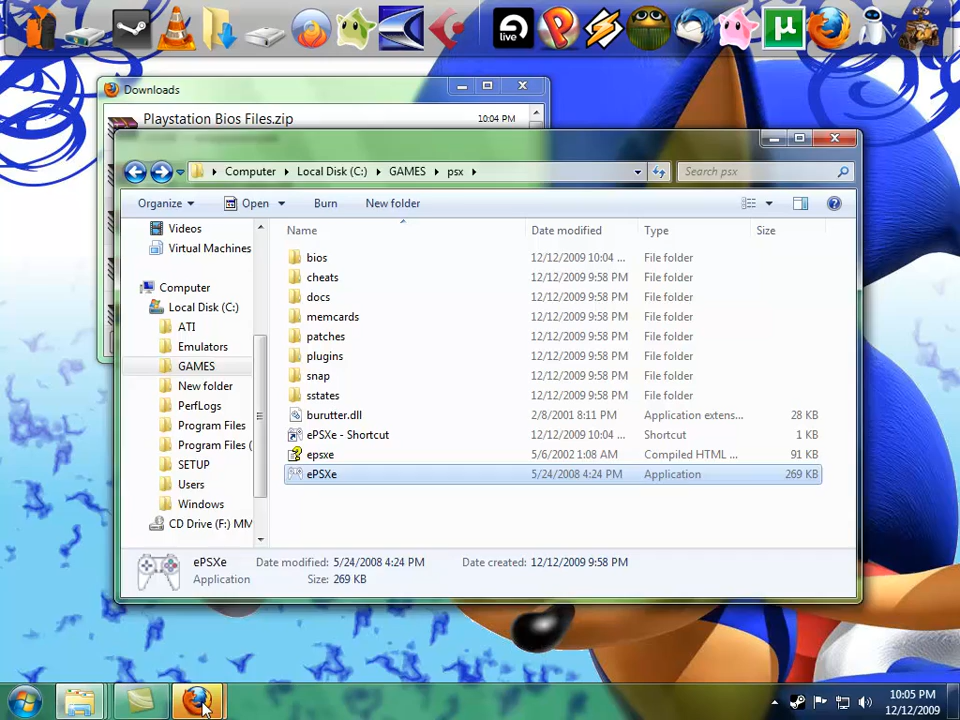 live
µ
Downloads
Playstation Bios Files.zip
10:04 PM
Computer
Local Disk (C:)
GAMES
psx
Search psx
Organize
Open
Burn
New folder
Name
Date modified
Type
Size
Videos
Virtual Machines
Computer
Local Disk (C:)
ATI
Emulators
GAMES
New folder
PerfLogs
Program Files
Program Files (
SETUP
Users
Windows
CD Drive (F:) MM
bios 12/12/2009 10:04 ... File folder
cheats 12/12/2009 9:58 PM File folder
docs 12/12/2009 9:58 PM File folder
memcards 12/12/2009 9:58 PM File folder
patches 12/12/2009 9:58 PM File folder
plugins 12/12/2009 9:58 PM File folder
snap 12/12/2009 9:58 PM File folder
sstates 12/12/2009 9:58 PM File folder
burutter.dll 2/8/2001 8:11 PM Application extens... 28 KB
ePSXe - Shortcut 12/12/2009 10:04 ... Shortcut 1 KB
epsxe 5/6/2002 1:08 AM Compiled HTML ... 91 KB
ePSXe 5/24/2008 4:24 PM Application 269 KB
ePSXe Date modified: 5/24/2008 4:24 PM Date created: 12/12/2009 9:58 PM
Application Size: 269 KB
10:05 PM
12/12/2009